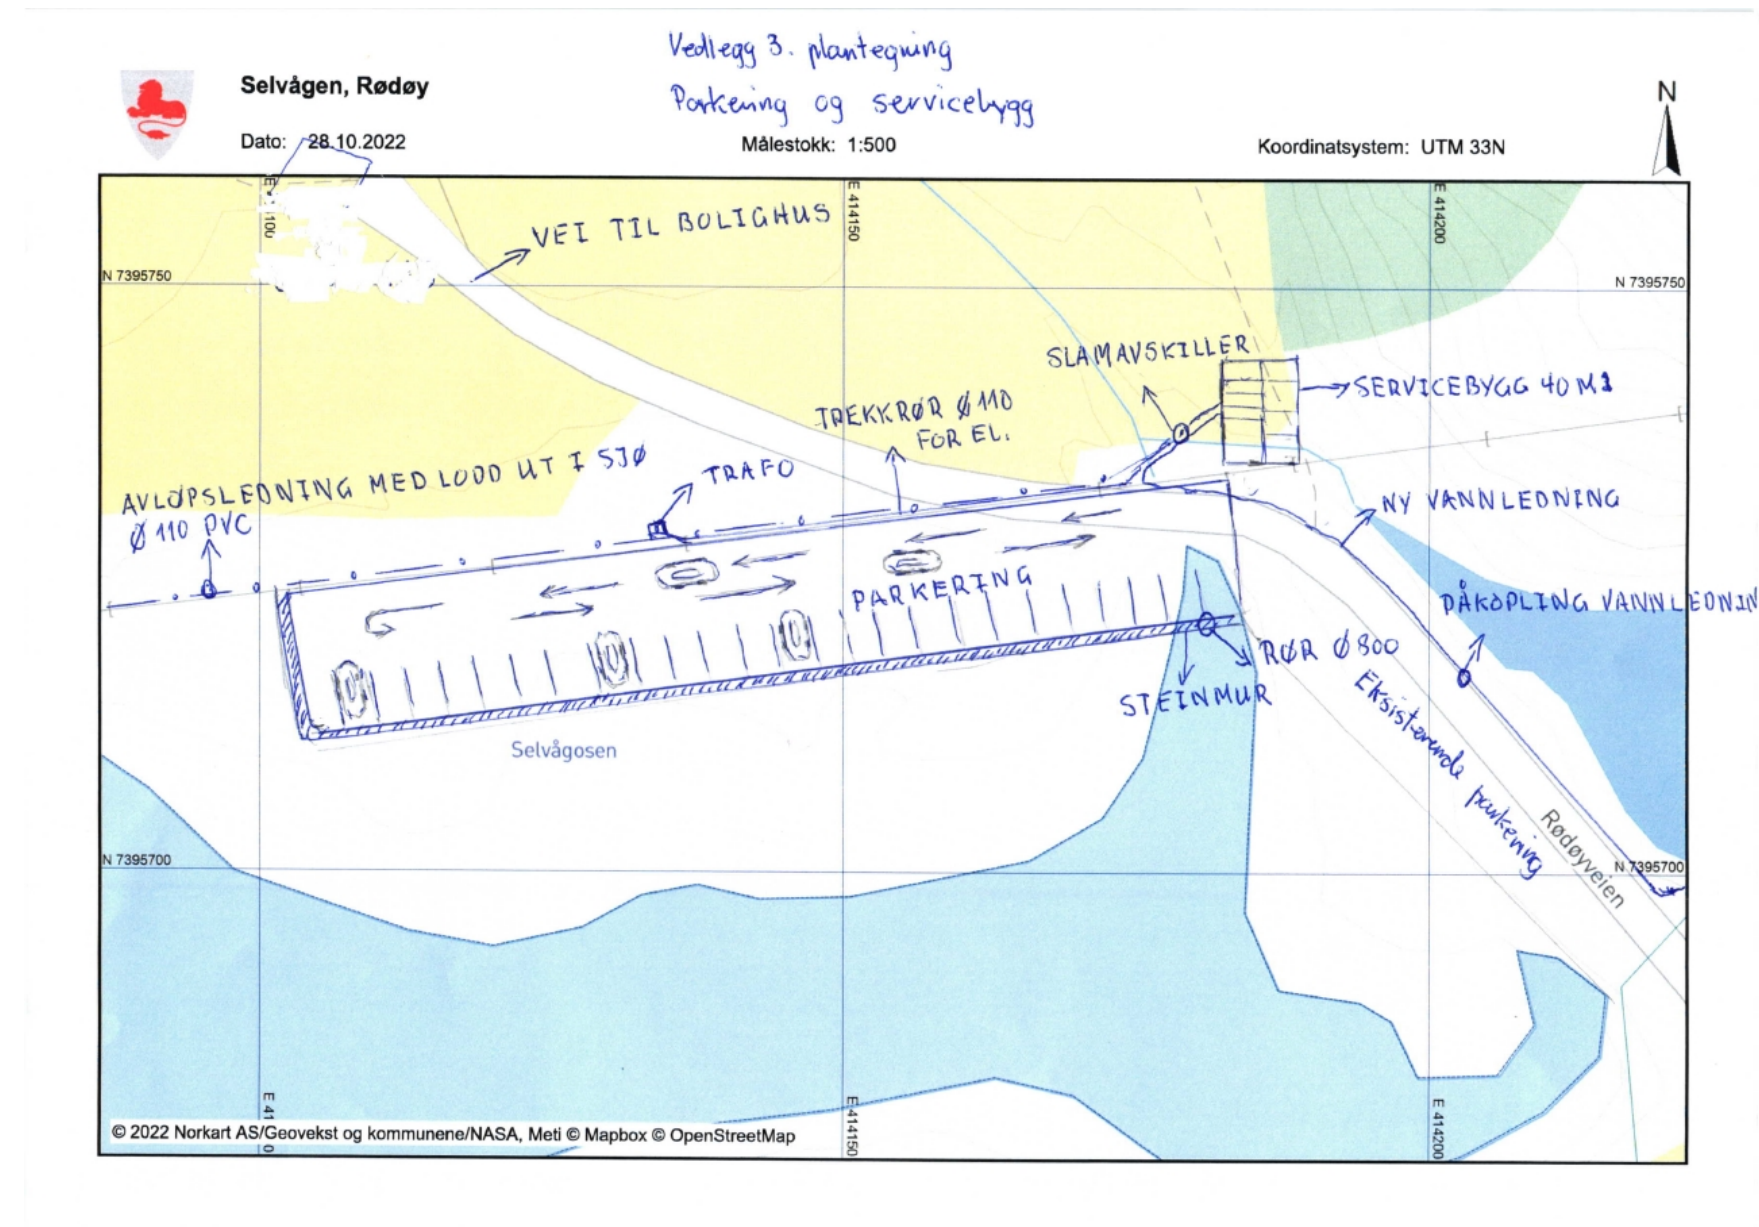 Vedlegg 3. plantegning
Parkering og servicebygg
Selvågen, Rødøy
Dato: 28.10.2022
Målestokk: 1:500
Koordinatsystem: UTM 33N
N
E 414150
E 414200
VEI TIL BOLIGHUS
N 7395750
N 7395750
SLAMAVSKILLER
SERVICEBYGG 40 M2
TREKKRØR Ø 110
FOR EL.
TRAFO
AVLØPSLEDNING MED LODD UT I SJØ
Ø 110 PVC
NY VANNLEDNING
PARKERING
PÅKOPLING VANNLEDNIN
RØR Ø 800
STEINMUR
Eksisterende parkering
Selvågosen
Rødøyveien
N 7395700
N 7395700
E 414150
E 414200
© 2022 Norkart AS/Geovekst og kommunene/NASA, Meti © Mapbox © OpenStreetMap